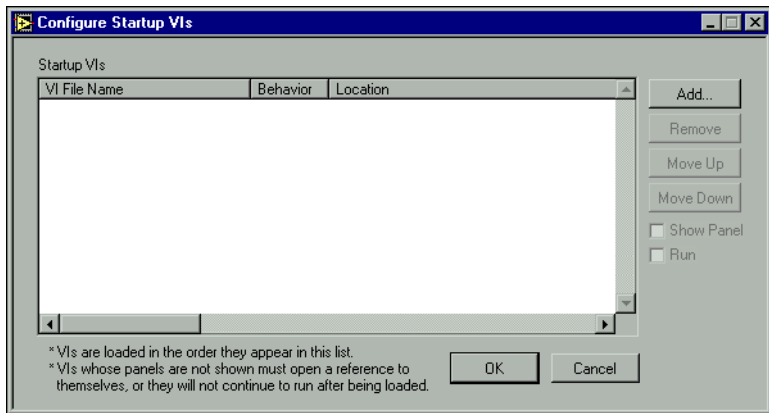 Configure Startup VIs
Startup VIs
VI File Name Behavior Location
Add...
Remove
Move Up
Move Down
Show Panel
Run
* VIs are loaded in the order they appear in this list.
* VIs whose panels are not shown must open a reference to
themselves, or they will not continue to run after being loaded.
OK Cancel